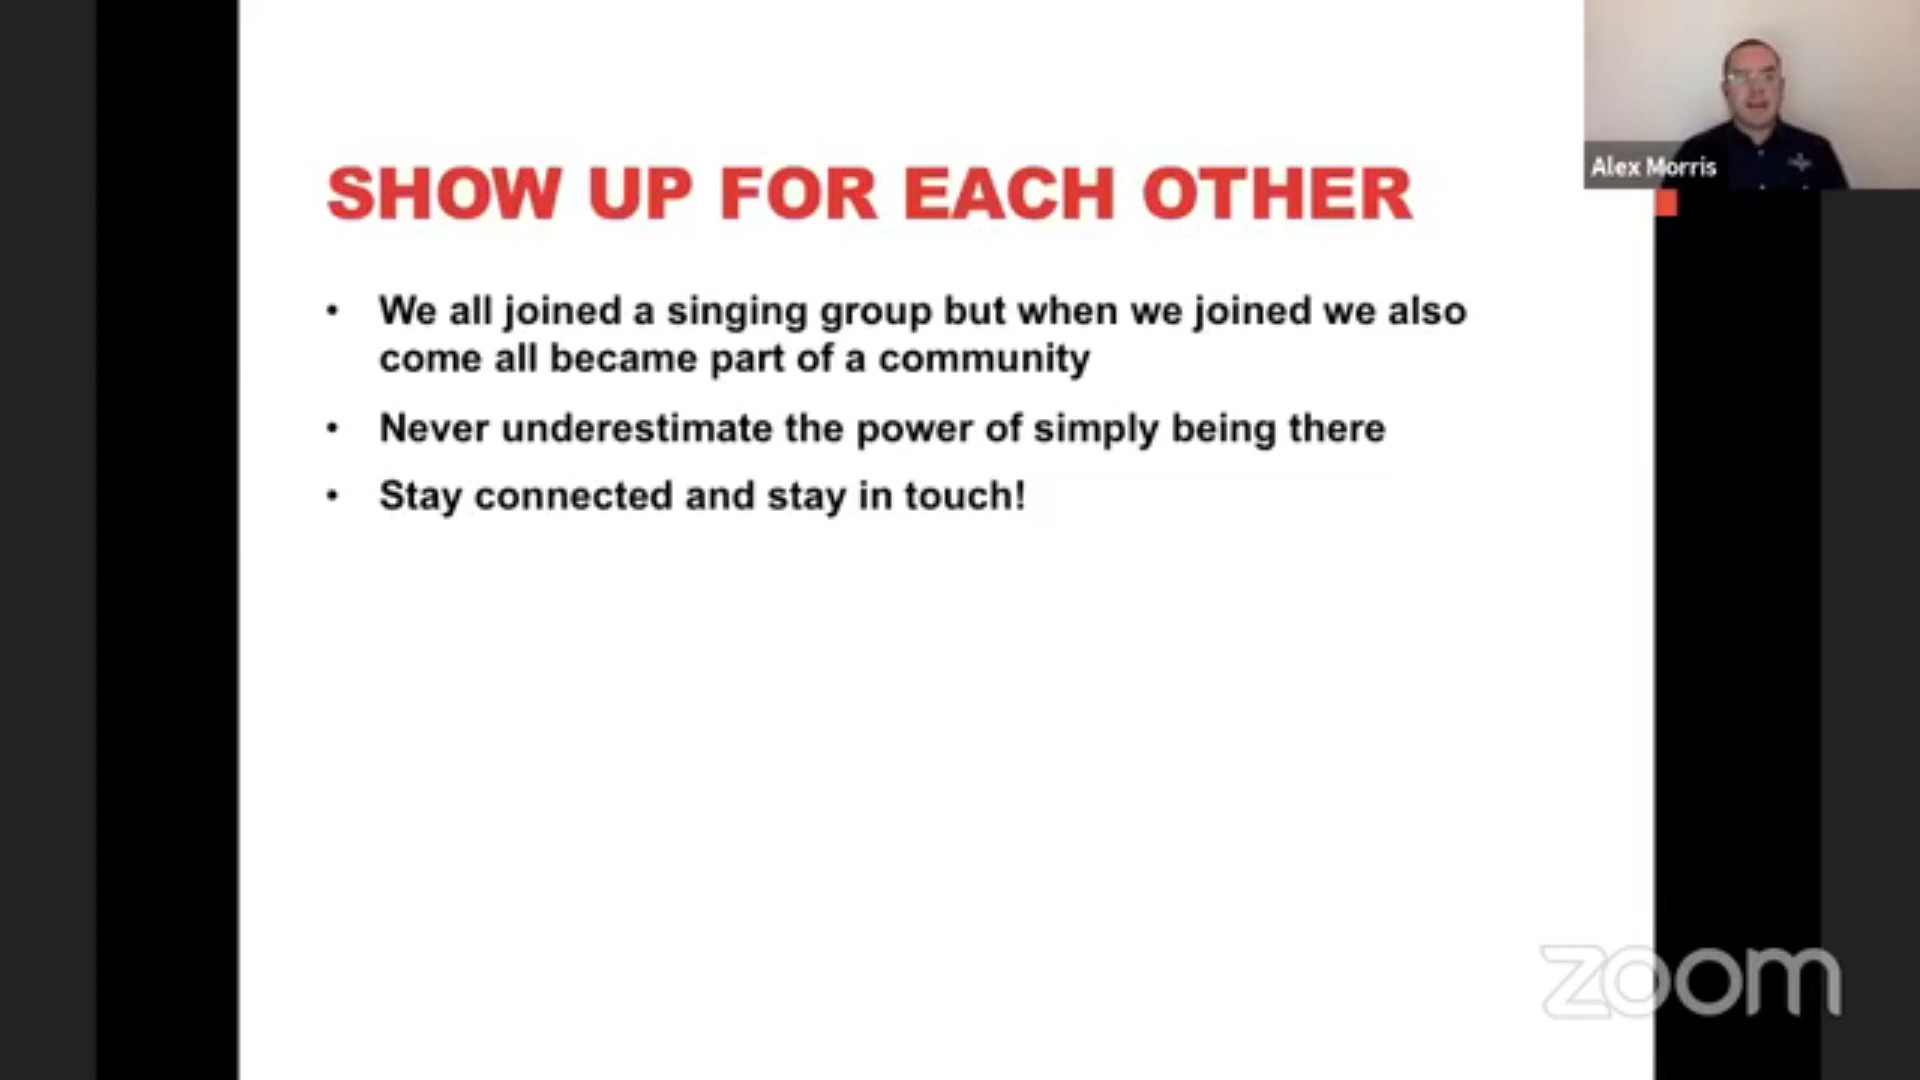 SHOW UP FOR EACH OTHER
• We all joined a singing group but when we joined we also
come all became part of a community
• Never underestimate the power of simply being there
• Stay connected and stay in touch!
Alex Morris
zoom